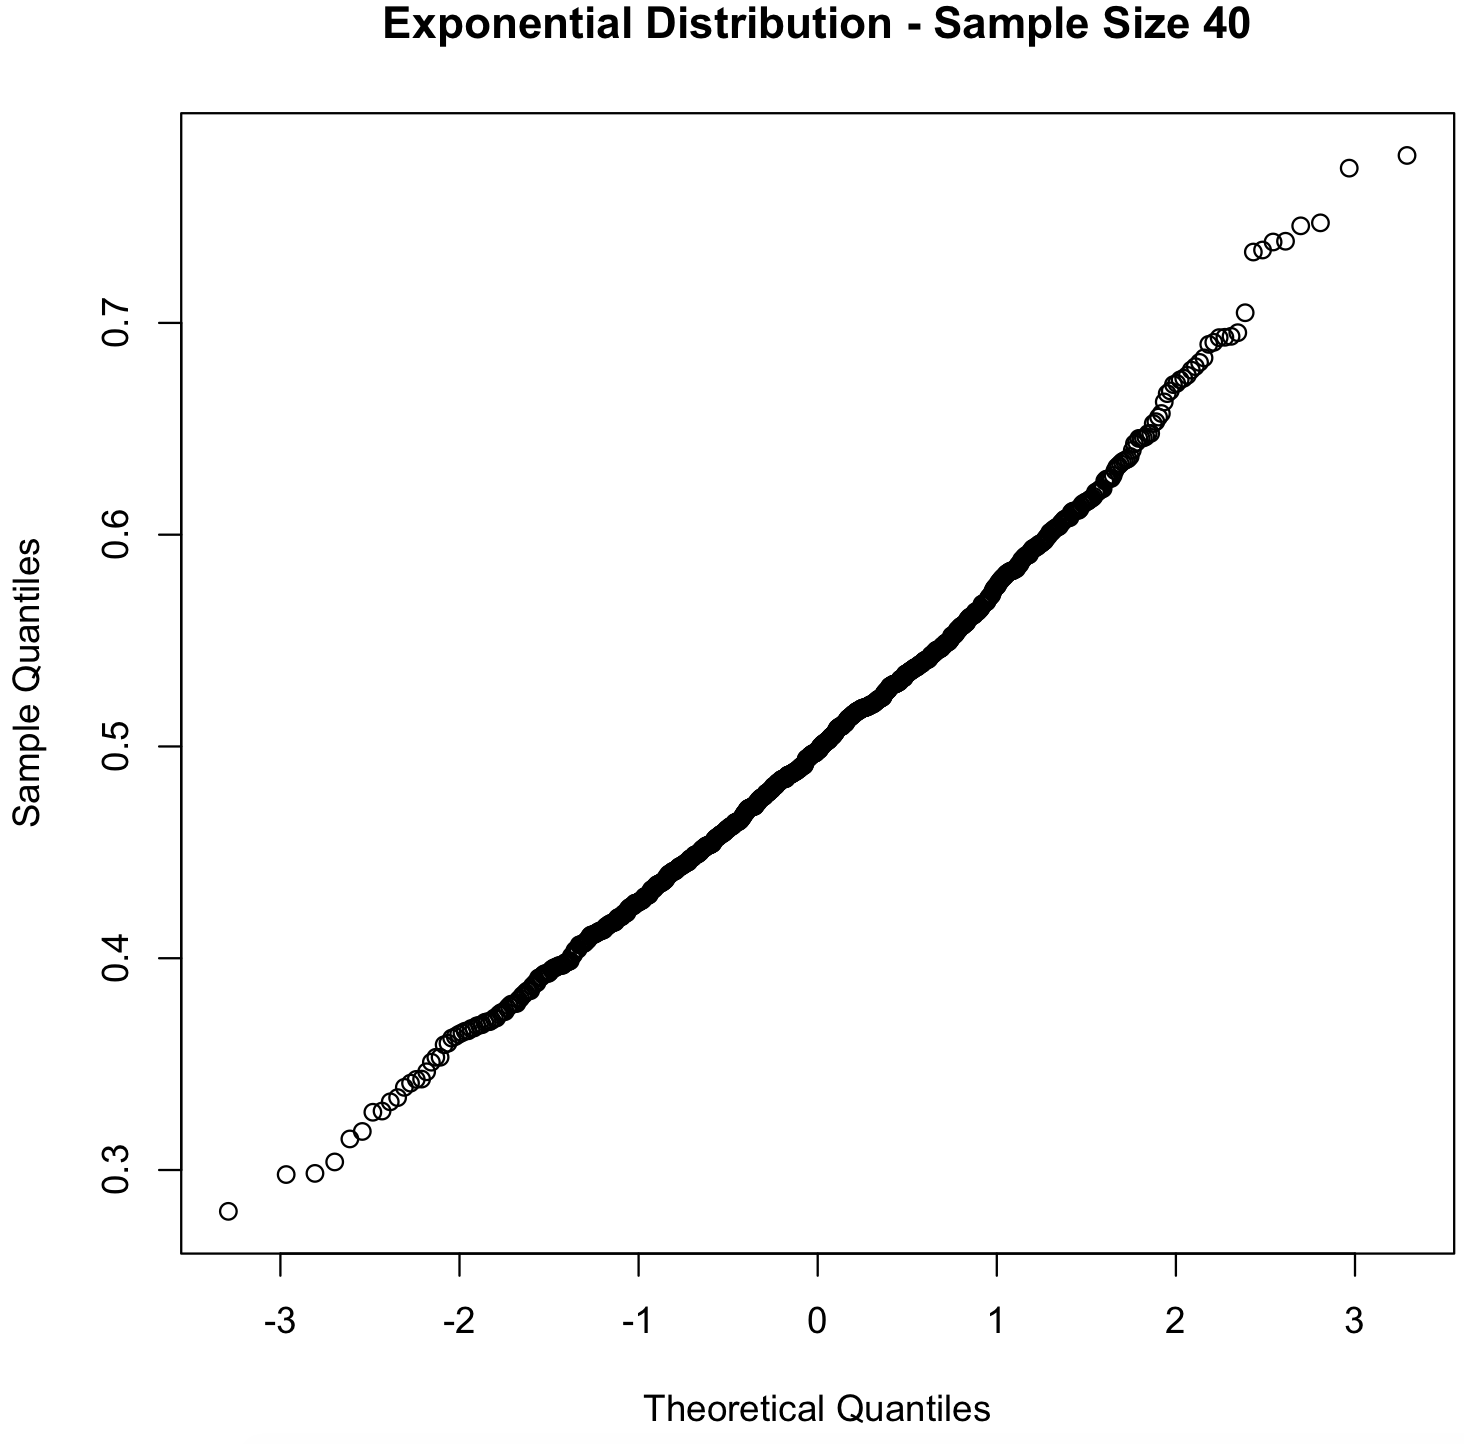 Exponential Distribution - Sample Size 40
Sample Quantiles
0.7
0.6
0.5
0.4
0.3
-3 -2 -1 0 1 2 3
Theoretical Quantiles